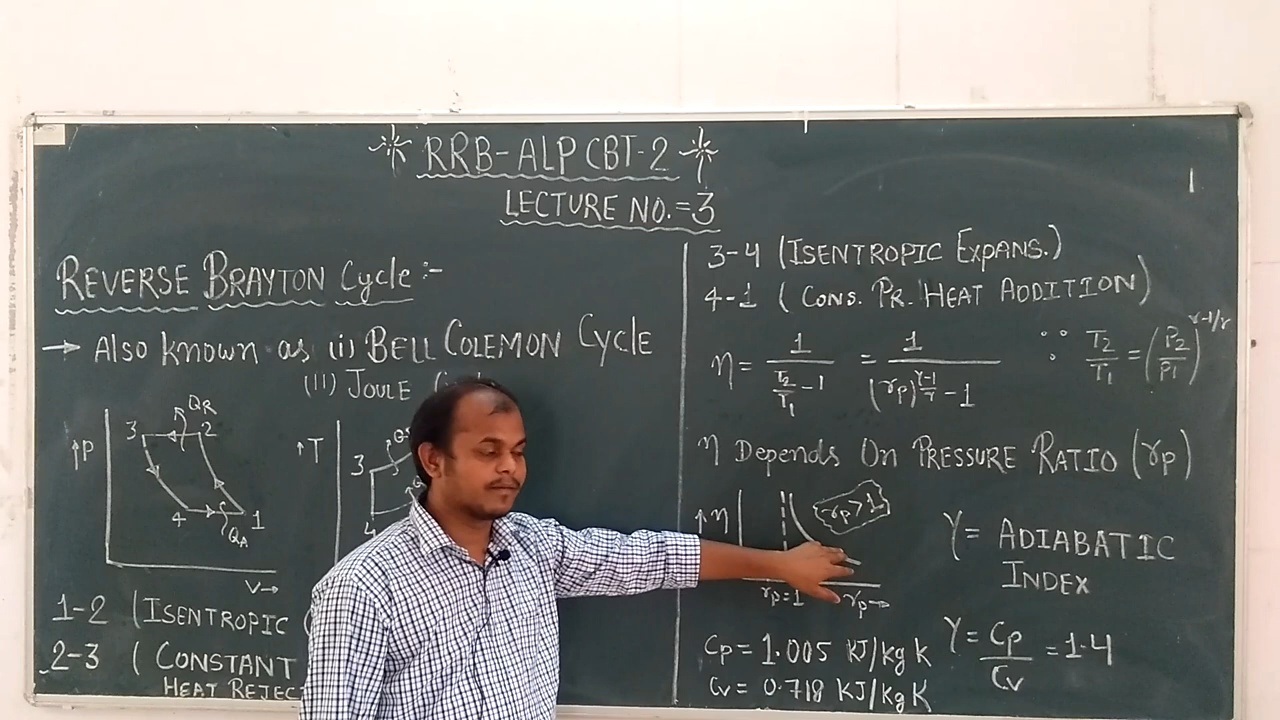 RRB-ALP CBT-2
LECTURE NO.=3
REVERSE BRAYTON Cycle:-
→ Also known as (i) BELL COLEMON Cycle
(II) JOULE
↑P
3
QR
2
4
1
QA
V→
↑T
3
4
1-2 (ISENTROPIC
2-3 (CONSTANT
HEAT REJEC
3-4 (ISENTROPIC EXPANS.)
4-1 (CONS. PR. HEAT ADDITION)
η = 1/(T2/T1 - 1) = 1/((rp)^(γ-1/γ) - 1) ∵ T2/T1 = (P2/P1)^(γ-1/γ)
η Depends On PRESSURE RATIO (rp)
↑η
rp>1
rp=1
rp→
γ = ADIABATIC
INDEX
Cp = 1.005 KJ/kg K
Cv = 0.718 KJ/kg K
γ = Cp/Cv = 1.4